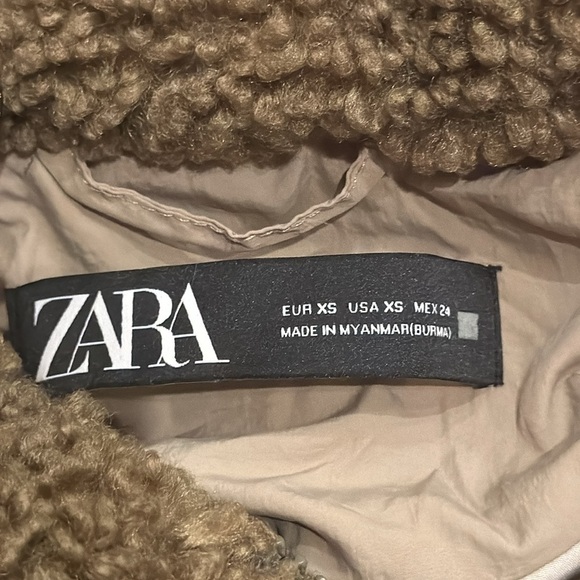 ZARA
EUR XS USA XS MEX 24
MADE IN MYANMAR(BURMA)